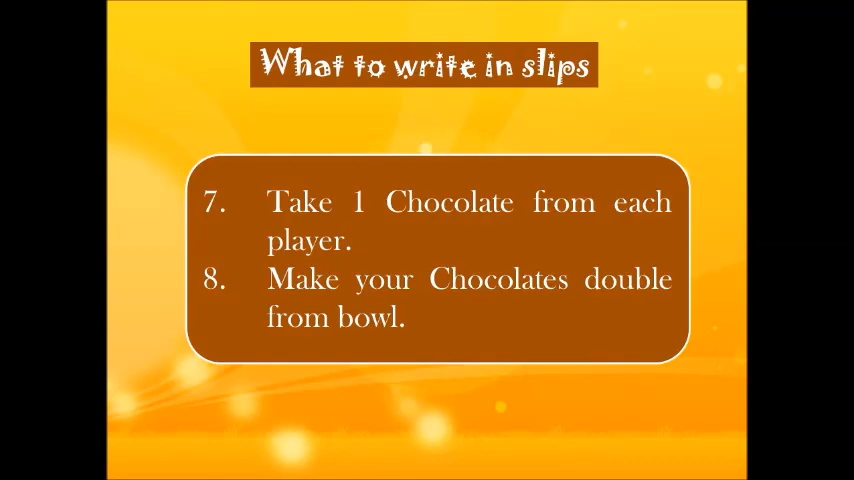 What to write in slips
7. Take 1 Chocolate from each
player.
8. Make your Chocolates double
from bowl.